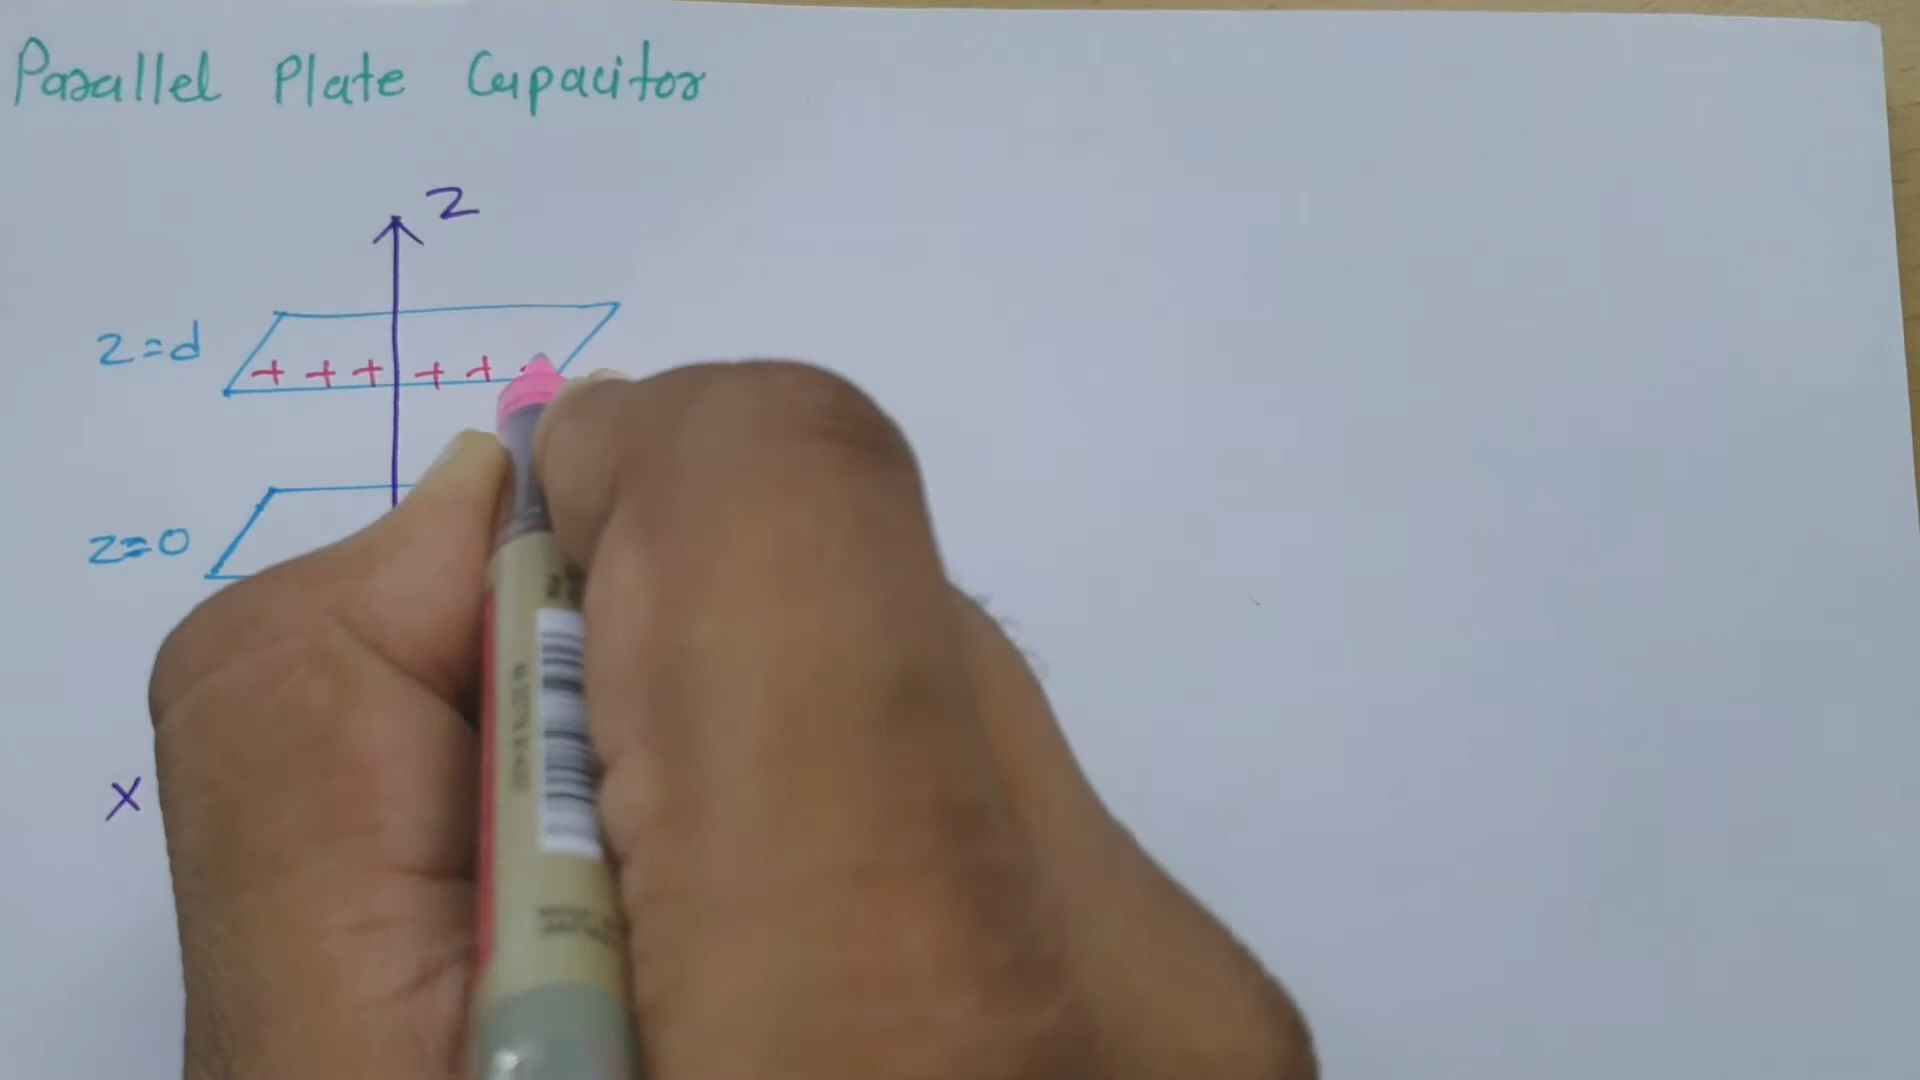 Parallel Plate Capacitor
z
z=d
+ + + + +
z=0
x